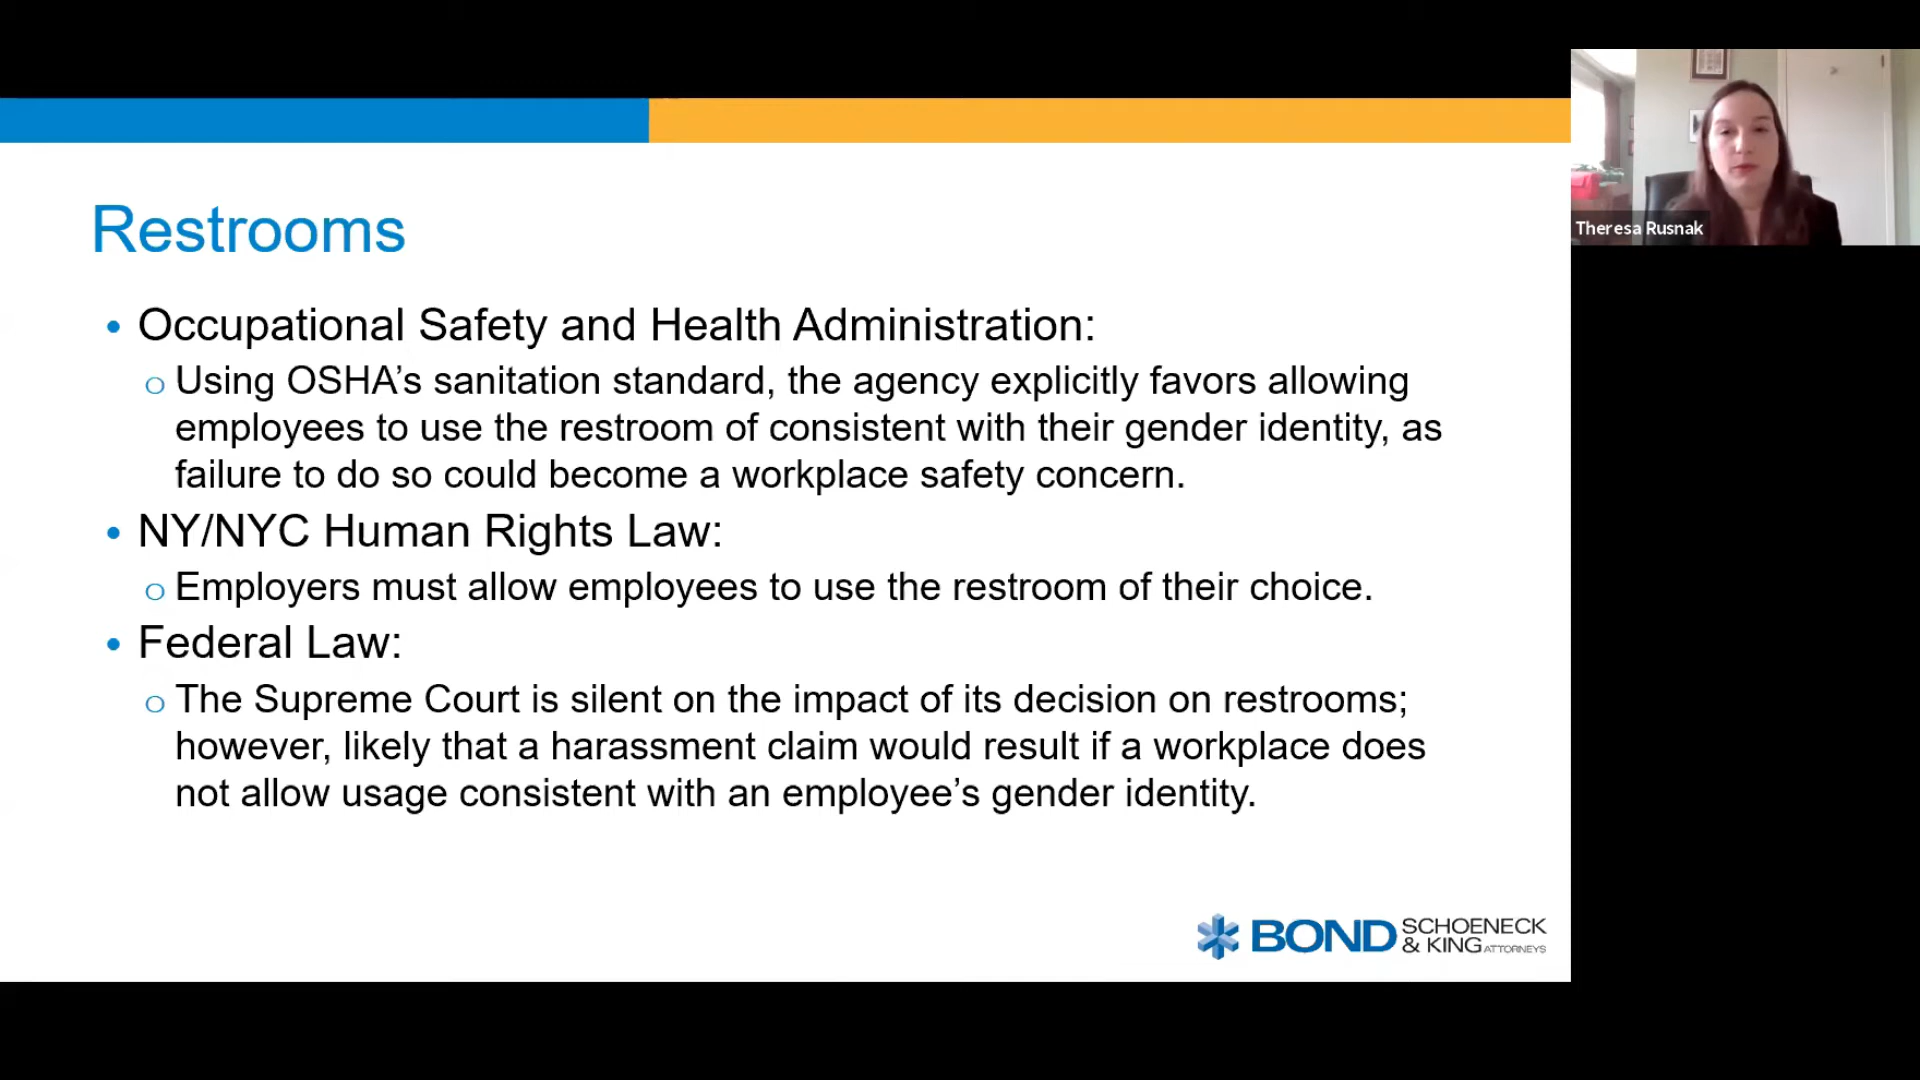 Restrooms
• Occupational Safety and Health Administration:
o Using OSHA’s sanitation standard, the agency explicitly favors allowing
employees to use the restroom of consistent with their gender identity, as
failure to do so could become a workplace safety concern.
• NY/NYC Human Rights Law:
o Employers must allow employees to use the restroom of their choice.
• Federal Law:
o The Supreme Court is silent on the impact of its decision on restrooms;
however, likely that a harassment claim would result if a workplace does
not allow usage consistent with an employee’s gender identity.
BOND SCHOENECK
& KING ATTORNEYS
Theresa Rusnak